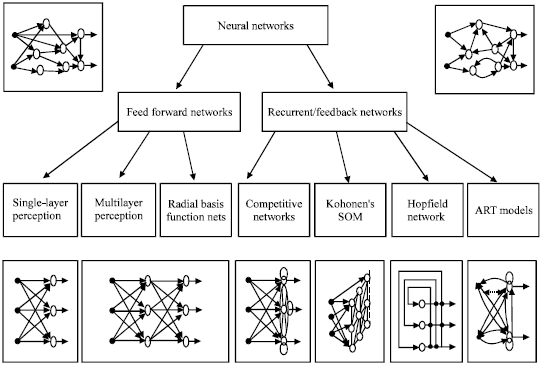 Neural networks
Feed forward networks
Recurrent/feedback networks
Single-layer
perception
Multilayer
perception
Radial basis
function nets
Competitive
networks
Kohonen's
SOM
Hopfield
network
ART models